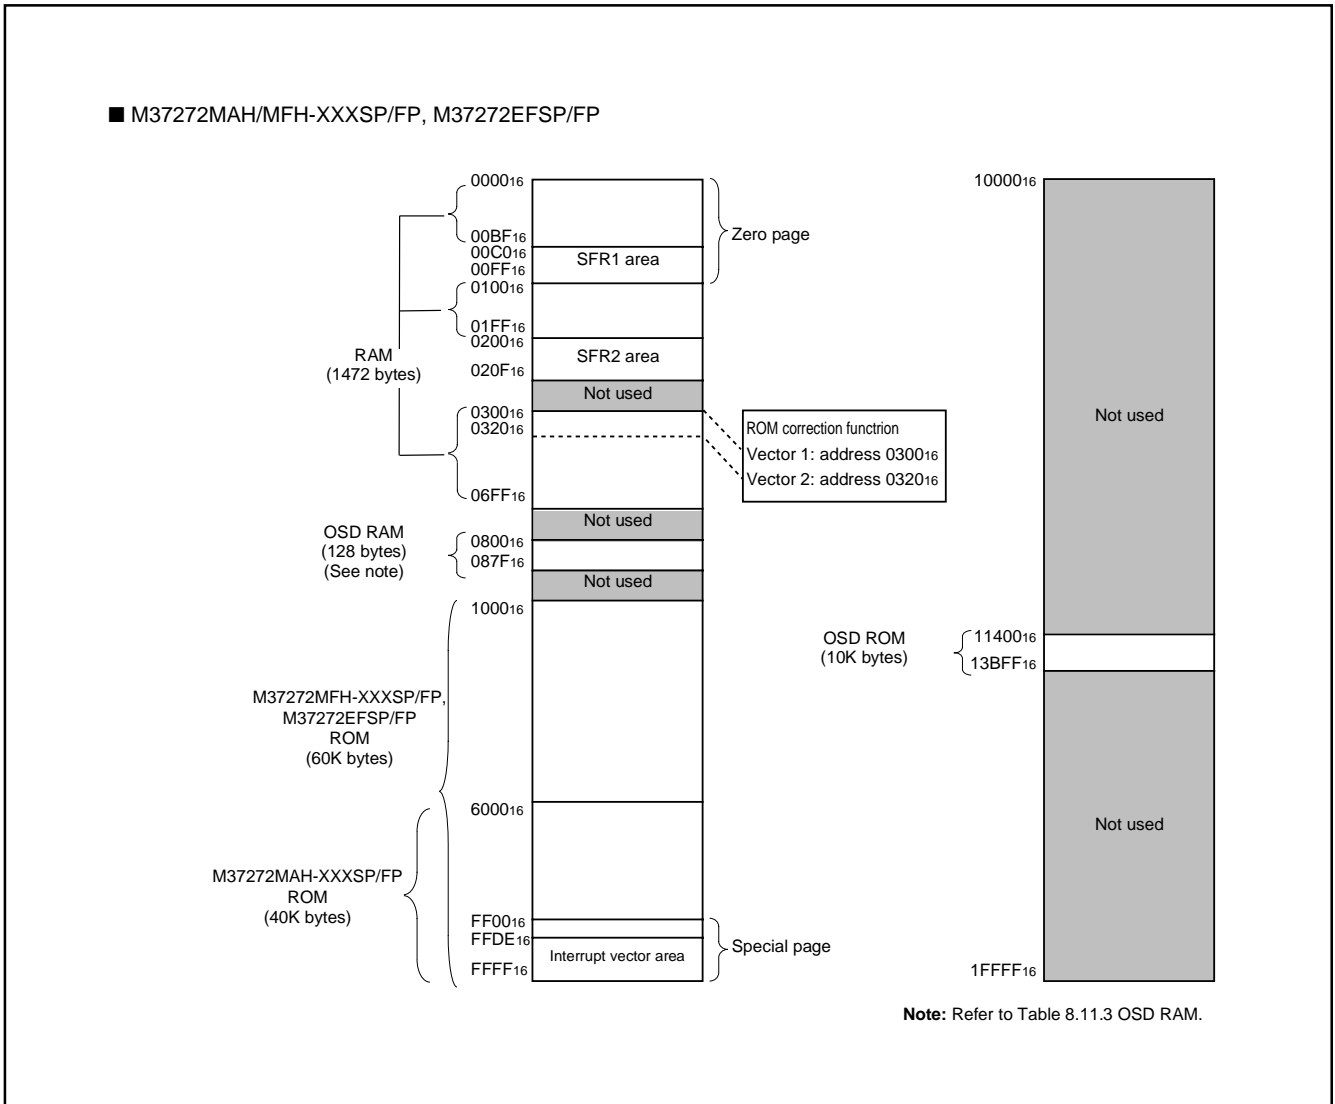 ■ M37272MAH/MFH-XXXSP/FP, M37272EFSP/FP
000016
00BF16
00C016
00FF16
010016
01FF16
020016
020F16
030016
032016
06FF16
080016
087F16
100016
600016
FF0016
FFDE16
FFFF16
RAM
(1472 bytes)
OSD RAM
(128 bytes)
(See note)
M37272MFH-XXXSP/FP,
M37272EFSP/FP
ROM
(60K bytes)
M37272MAH-XXXSP/FP
ROM
(40K bytes)
SFR1 area
SFR2 area
Not used
Not used
Not used
Interrupt vector area
Zero page
ROM correction functrion
Vector 1: address 030016
Vector 2: address 032016
Special page
1000016
Not used
OSD ROM
(10K bytes)
1140016
13BFF16
Not used
1FFFF16
Note: Refer to Table 8.11.3 OSD RAM.